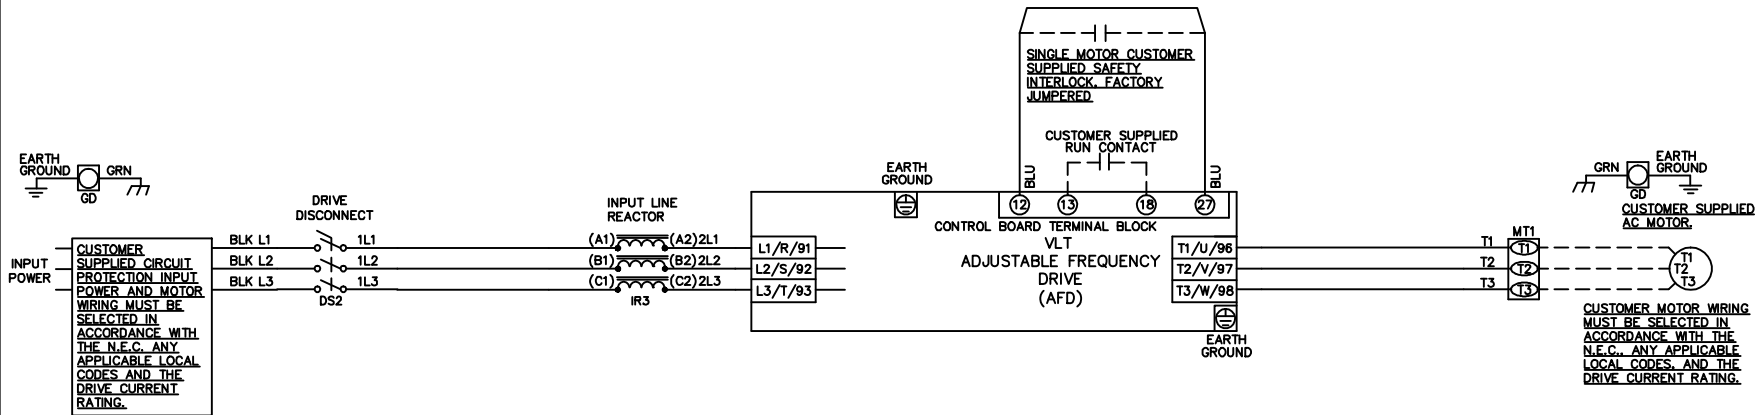 SINGLE MOTOR CUSTOMER
SUPPLIED SAFETY
INTERLOCK, FACTORY
JUMPERED
CUSTOMER SUPPLIED
RUN CONTACT
BLU
BLU
EARTH
GROUND
GRN
GD
EARTH
GROUND
12
13
18
27
CONTROL BOARD TERMINAL BLOCK
GRN
EARTH
GROUND
GD
CUSTOMER SUPPLIED
AC MOTOR.
DRIVE
DISCONNECT
INPUT LINE
REACTOR
INPUT
POWER
CUSTOMER
SUPPLIED CIRCUIT
PROTECTION INPUT
POWER AND MOTOR
WIRING MUST BE
SELECTED IN
ACCORDANCE WITH
THE N.E.C. ANY
APPLICABLE LOCAL
CODES AND THE
DRIVE CURRENT
RATING.
BLK L1
BLK L2
BLK L3
1L1
1L2
1L3
DS2
(A1)
(A2)2L1
(B1)
(B2)2L2
(C1)
(C2)2L3
IR3
L1/R/91
L2/S/92
L3/T/93
VLT
ADJUSTABLE FREQUENCY
DRIVE
(AFD)
T1/U/96
T2/V/97
T3/W/98
EARTH
GROUND
T1
T2
T3
MT1
T1
T2
T3
T1
T2
T3
CUSTOMER MOTOR WIRING
MUST BE SELECTED IN
ACCORDANCE WITH THE
N.E.C., ANY APPLICABLE
LOCAL CODES, AND THE
DRIVE CURRENT RATING.